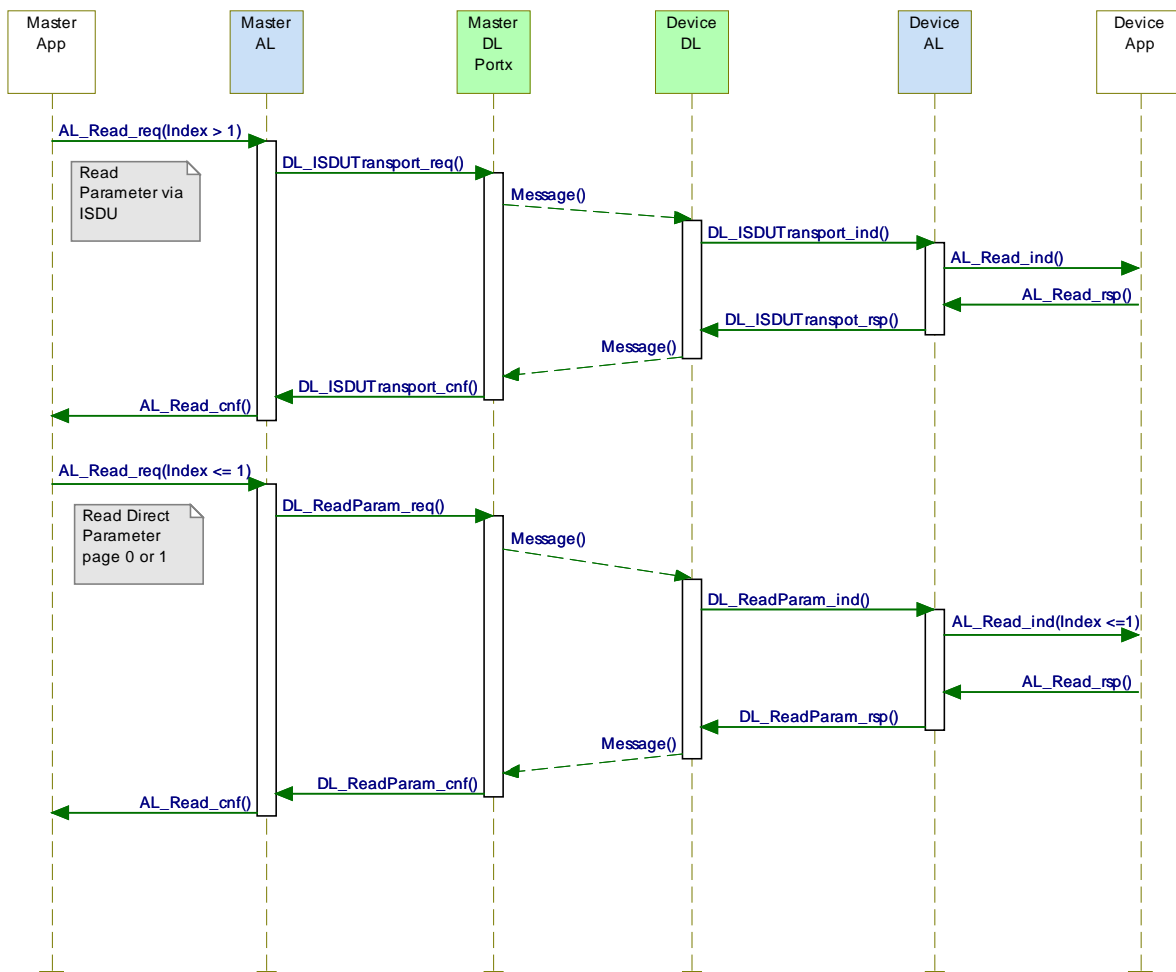 Master
App
Master
AL
Master
DL
Portx
Device
DL
Device
AL
Device
App
AL_Read_req(Index > 1)
Read
Parameter via
ISDU
DL_ISDUTransport_req()
Message()
DL_ISDUTransport_ind()
AL_Read_ind()
AL_Read_rsp()
DL_ISDUTranspot_rsp()
Message()
DL_ISDUTransport_cnf()
AL_Read_cnf()
AL_Read_req(Index <= 1)
Read Direct
Parameter
page 0 or 1
DL_ReadParam_req()
Message()
DL_ReadParam_ind()
AL_Read_ind(Index <=1)
AL_Read_rsp()
DL_ReadParam_rsp()
Message()
DL_ReadParam_cnf()
AL_Read_cnf()